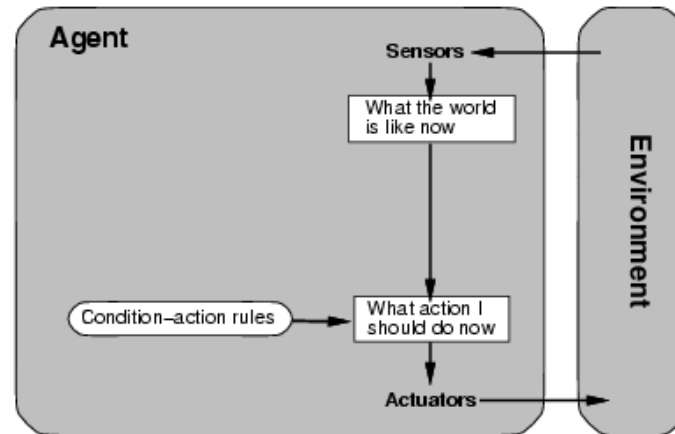 Agent
Sensors
What the world
is like now
Environment
Condition–action rules
What action I
should do now
Actuators